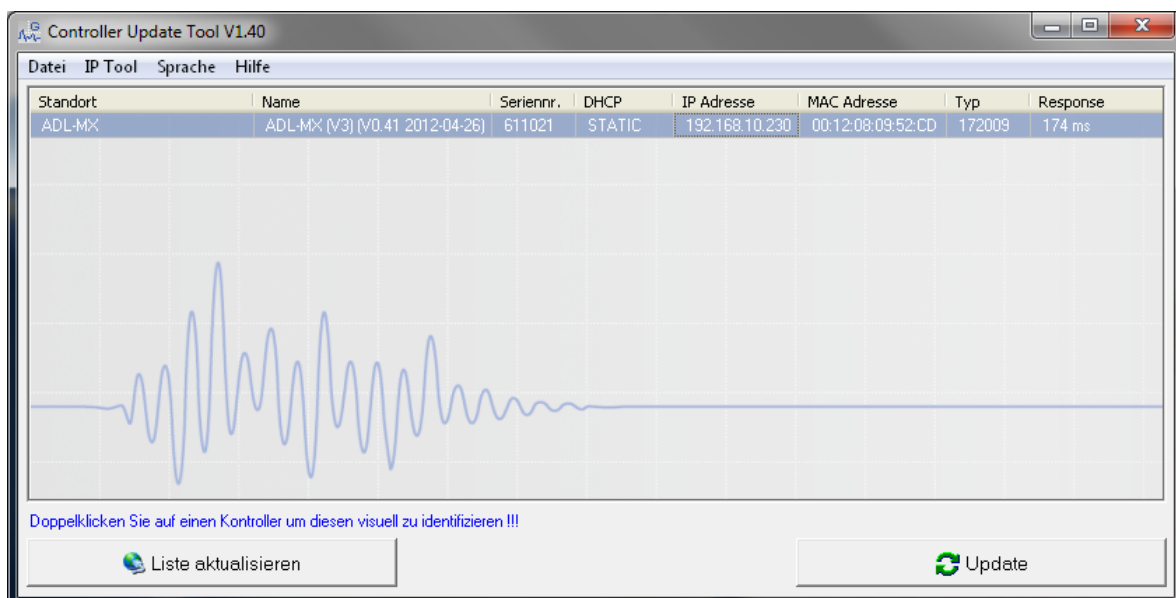 Controller Update Tool V1.40
Datei IP Tool Sprache Hilfe
Standort Name Seriennr. DHCP IP Adresse MAC Adresse Typ Response
ADL-MX ADL-MX (V3) (V0.41 2012-04-26) 611021 STATIC 192.168.10.230 00:12:08:09:52:CD 172009 174 ms
Doppelklicken Sie auf einen Kontroller um diesen visuell zu identifizieren !!!
Liste aktualisieren Update